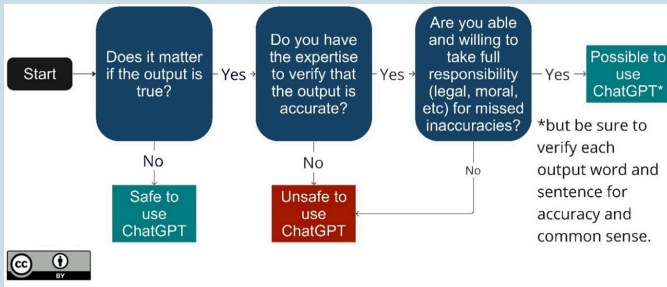 Start
Does it matter
if the output is
true?
Yes
Do you have
the expertise
to verify that
the output is
accurate?
Yes
Are you able
and willing to
take full
responsibility
(legal, moral,
etc) for missed
inaccuracies?
Yes
Possible to
use
ChatGPT*
No
Safe to
use
ChatGPT
No
Unsafe to
use
ChatGPT
No
*but be sure to
verify each
output word and
sentence for
accuracy and
common sense.
cc
BY